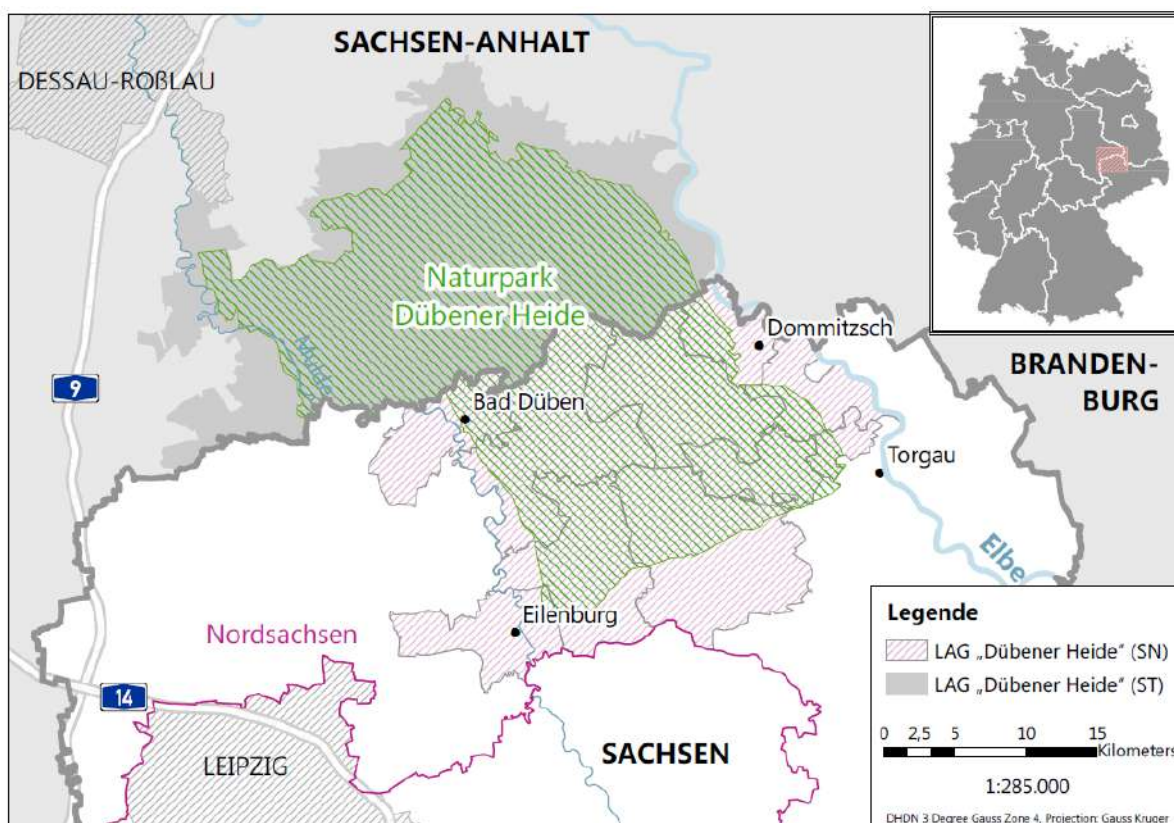 SACHSEN-ANHALT
DESSAU-ROßLAU
Naturpark
Dübener Heide
Mulde
Dommitzsch
BRANDEN-
BURG
9
Bad Düben
Torgau
Elbe
Eilenburg
Nordsachsen
14
LEIPZIG
SACHSEN
Legende
LAG „Dübener Heide“ (SN)
LAG „Dübener Heide“ (ST)
0 2,5 5 10 15
Kilometers
1:285.000
DHDN 3 Degree Gauss Zone 4, Projection: Gauss Kruger